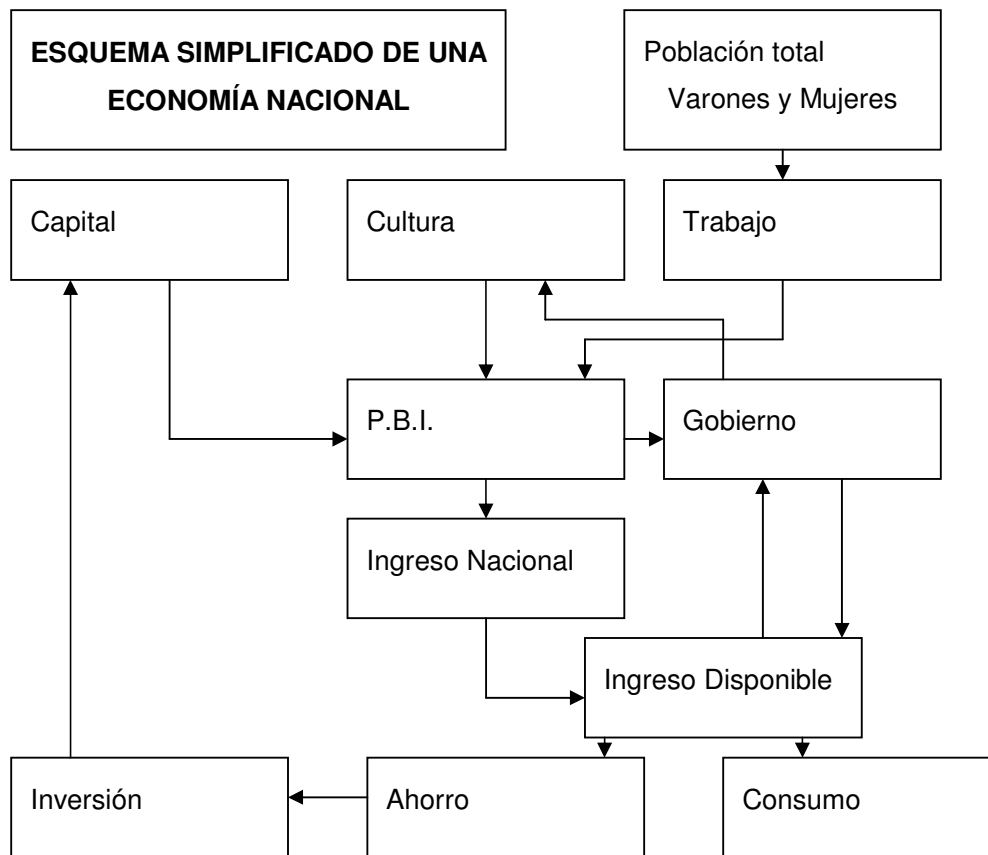 ESQUEMA SIMPLIFICADO DE UNA
ECONOMÍA NACIONAL
Población total
Varones y Mujeres
Capital
Cultura
Trabajo
P.B.I.
Gobierno
Ingreso Nacional
Ingreso Disponible
Inversión
Ahorro
Consumo